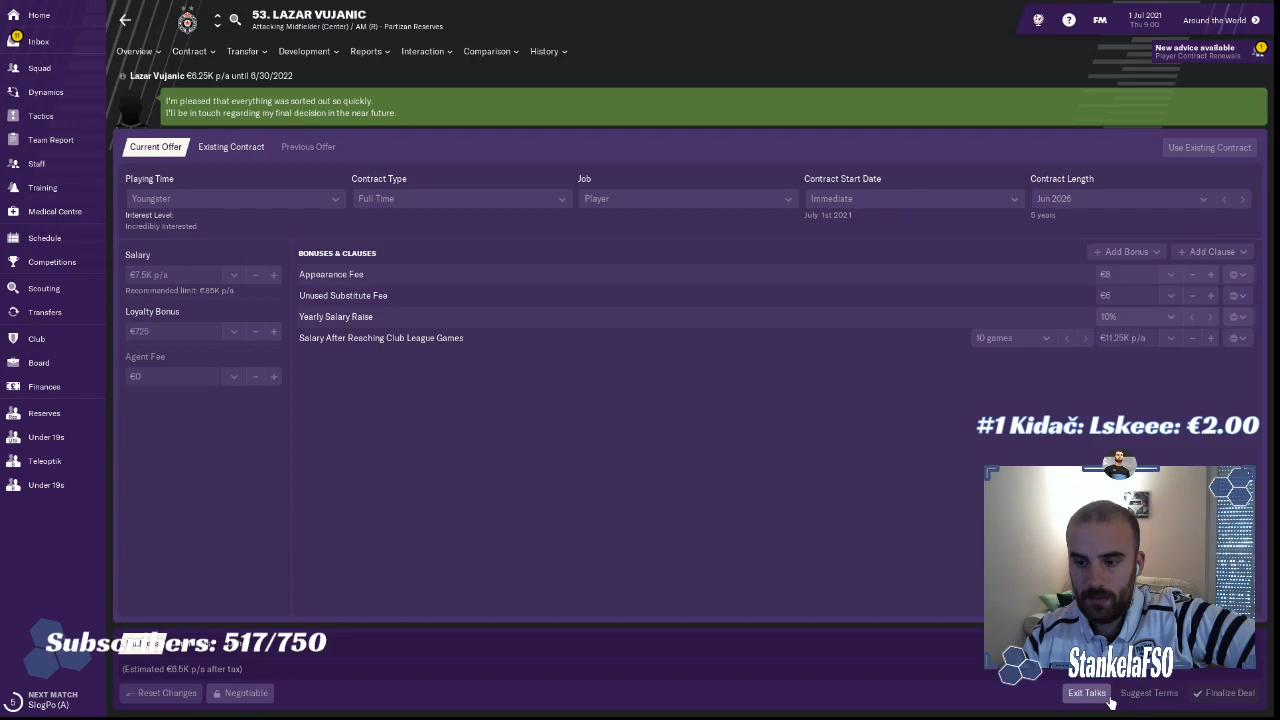 Home
Inbox
11
Squad
Dynamics
Tactics
Team Report
Staff
Training
Medical Centre
Schedule
Competitions
Scouting
Transfers
Club
Board
Finances
Reserves
Under 19s
Teleoptik
Under 19s
5
NEXT MATCH
SlogPo (A)
53. LAZAR VUJANIC
Attacking Midfielder (Center) / AM (R) - Partizan Reserves
FM
1 Jul 2021
Thu 9:00
Around the World
New advice available
Player Contract Renewals
1
Overview
Contract
Transfer
Development
Reports
Interaction
Comparison
History
Lazar Vujanic €6.25K p/a until 6/30/2022
I'm pleased that everything was sorted out so quickly.
I'll be in touch regarding my final decision in the near future.
Current Offer
Existing Contract
Previous Offer
Use Existing Contract
Playing Time
Contract Type
Job
Contract Start Date
Contract Length
Youngster
Full Time
Player
Immediate
Jun 2026
Interest Level:
Incredibly Interested
July 1st 2021
5 years
Salary
€7.5K p/a
Recommended limit: €85K p/a
Loyalty Bonus
€725
Agent Fee
€0
BONUSES & CLAUSES
Add Bonus
Add Clause
Appearance Fee
€8
Unused Substitute Fee
€6
Yearly Salary Raise
10%
Salary After Reaching Club League Games
10 games
€11.25K p/a
#1 Kidač: Lskeee: €2.00
StankelaFSO
Subscribers: 517/750
(Estimated €6.5K p/a after tax)
Reset Changes
Negotiable
Exit Talks
Suggest Terms
Finalize Deal